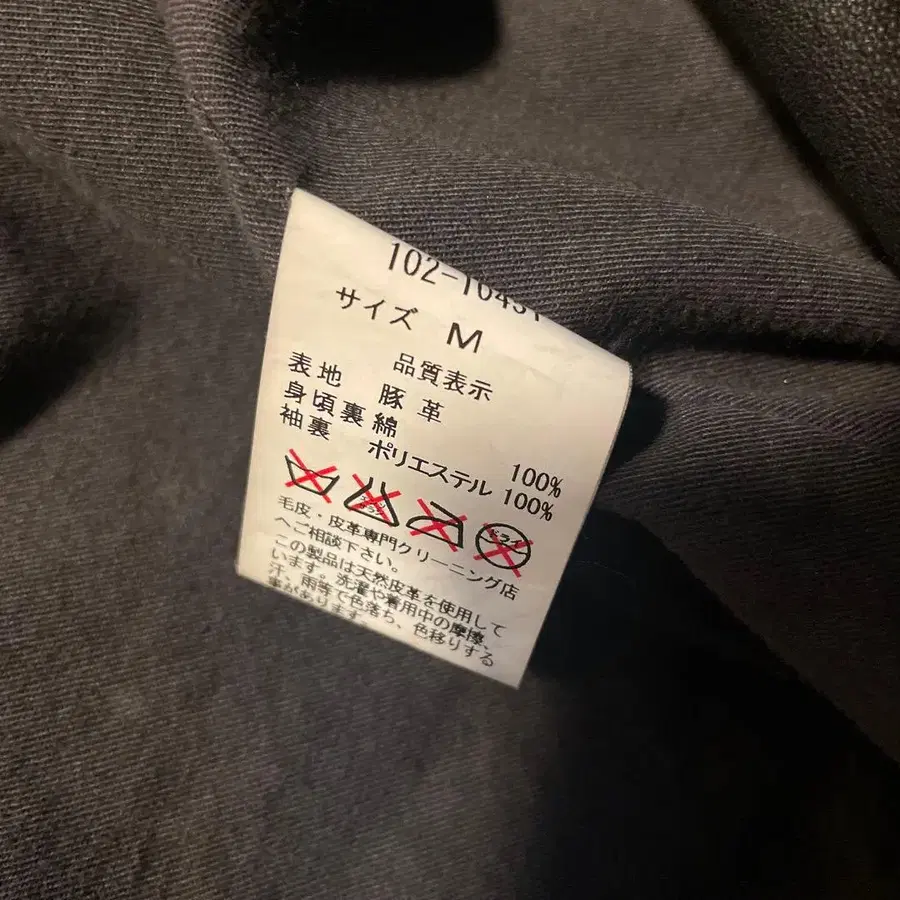 102-10451
サイズ M
品質表示
表地 豚革
身頃裏 綿 100%
袖裏 ポリエステル 100%
ドライ
毛皮・皮革専門クリーニング店
へご相談下さい。
この製品は天然皮革を使用して
います。洗濯や着用中の摩擦、
汗、雨等で色落ち、色移りする
事があります。